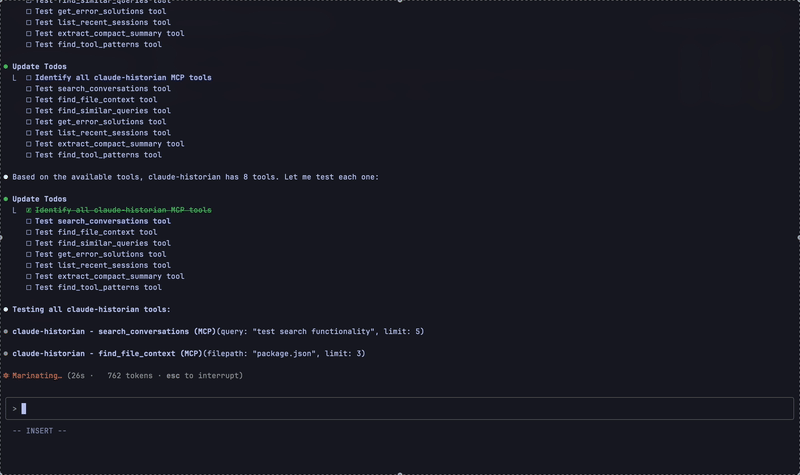 ☐ Test find_similar_queries tool
☐ Test get_error_solutions tool
☐ Test list_recent_sessions tool
☐ Test extract_compact_summary tool
☐ Test find_tool_patterns tool
● Update Todos
⎿ ☐ Identify all claude-historian MCP tools
☐ Test search_conversations tool
☐ Test find_file_context tool
☐ Test find_similar_queries tool
☐ Test get_error_solutions tool
☐ Test list_recent_sessions tool
☐ Test extract_compact_summary tool
☐ Test find_tool_patterns tool
● Based on the available tools, claude-historian has 8 tools. Let me test each one:
● Update Todos
⎿ ☒ Identify all claude-historian MCP tools
☐ Test search_conversations tool
☐ Test find_file_context tool
☐ Test find_similar_queries tool
☐ Test get_error_solutions tool
☐ Test list_recent_sessions tool
☐ Test extract_compact_summary tool
☐ Test find_tool_patterns tool
● Testing all claude-historian tools:
● claude-historian - search_conversations (MCP)(query: "test search functionality", limit: 5)
● claude-historian - find_file_context (MCP)(filepath: "package.json", limit: 3)
✽ Marinating… (26s · 762 tokens · esc to interrupt)
>
-- INSERT --